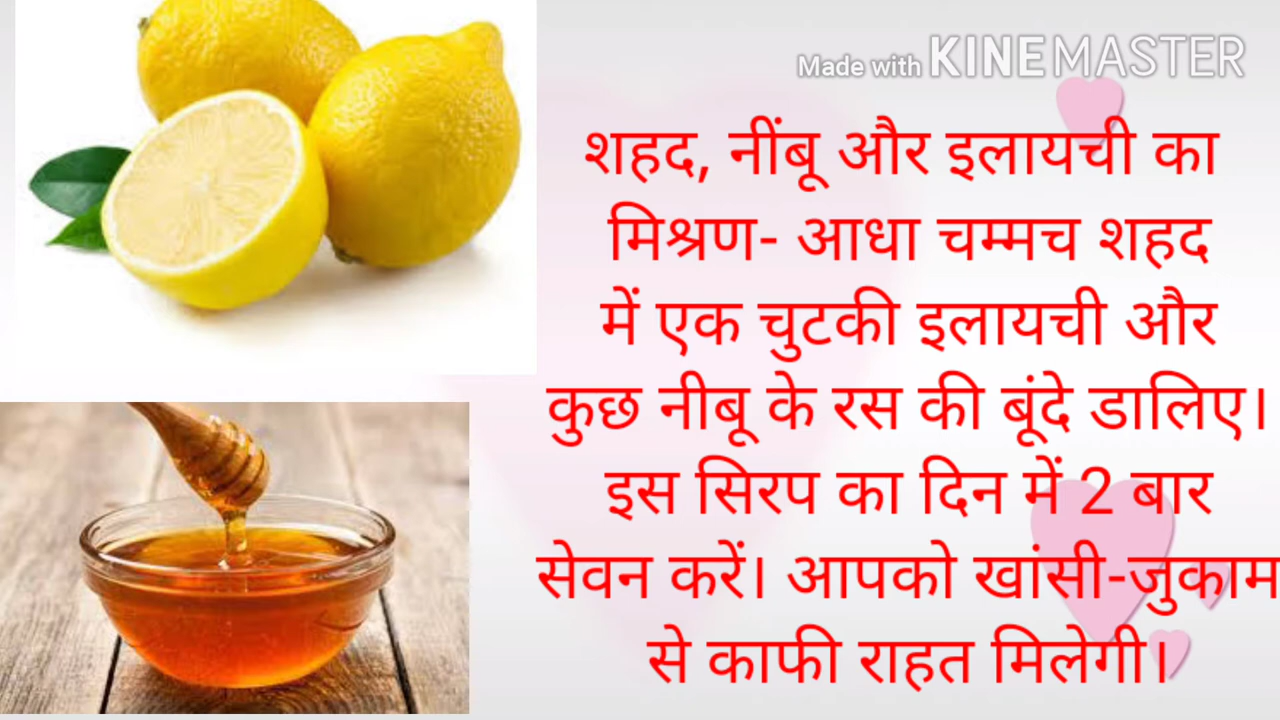 Made with KINEMASTER
शहद, नींबू और इलायची का
मिश्रण- आधा चम्मच शहद
में एक चुटकी इलायची और
कुछ नीबू के रस की बूंदे डालिए।
इस सिरप का दिन में 2 बार
सेवन करें। आपको खांसी-जुकाम
से काफी राहत मिलेगी।